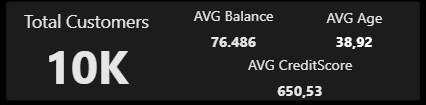 Total Customers
10K
AVG Balance
76.486
AVG Age
38,92
AVG CreditScore
650,53